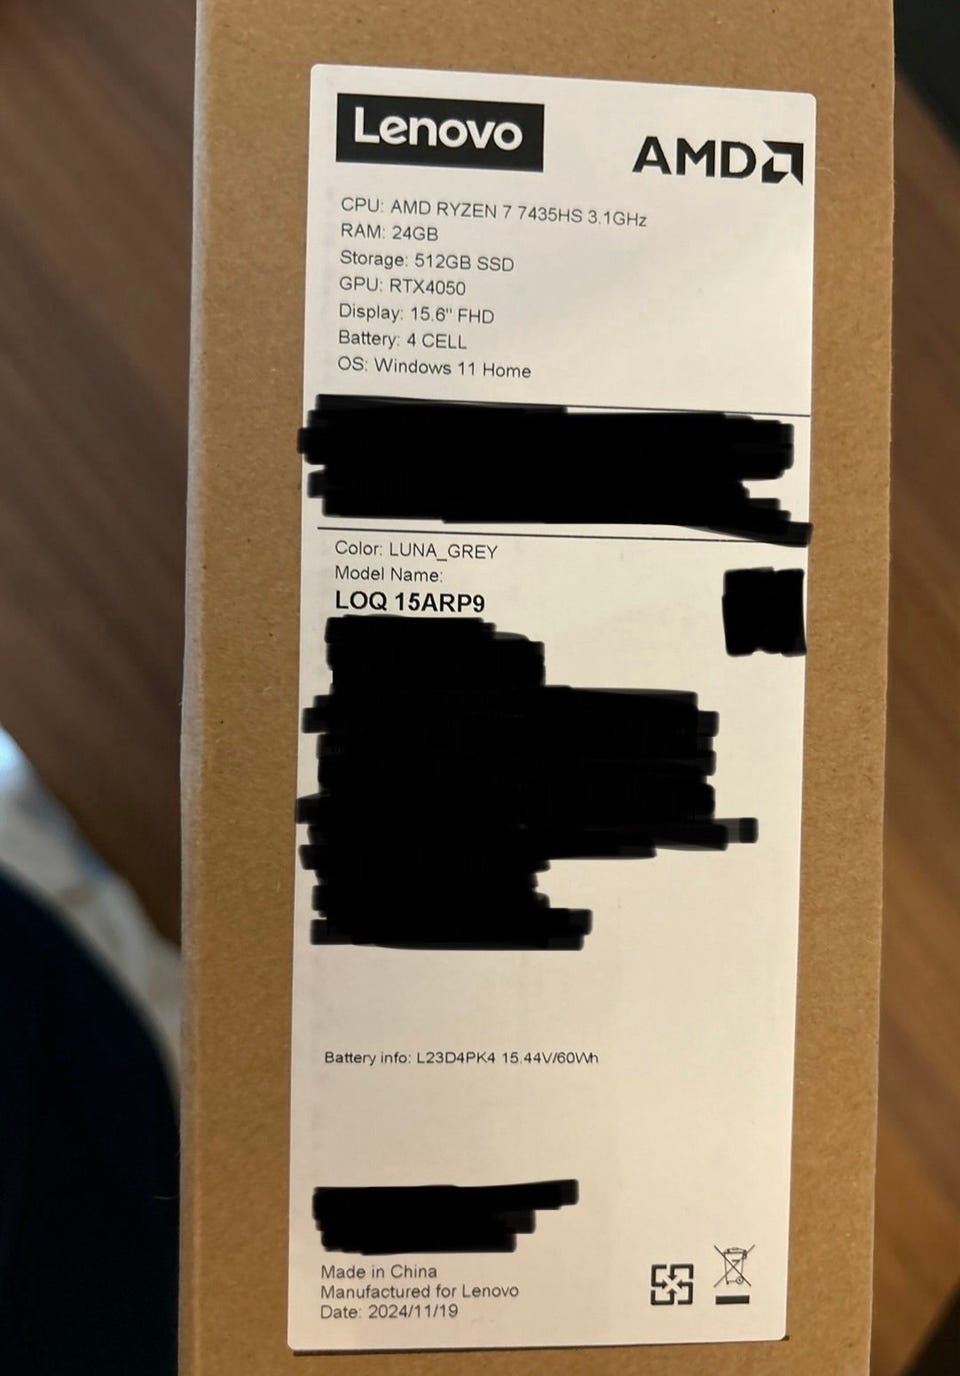 Lenovo
AMD
CPU: AMD RYZEN 7 7435HS 3.1GHz
RAM: 24GB
Storage: 512GB SSD
GPU: RTX4050
Display: 15.6" FHD
Battery: 4 CELL
OS: Windows 11 Home
Color: LUNA_GREY
Model Name:
LOQ 15ARP9
Battery info: L23D4PK4 15.44V/60Wh
Made in China
Manufactured for Lenovo
Date: 2024/11/19